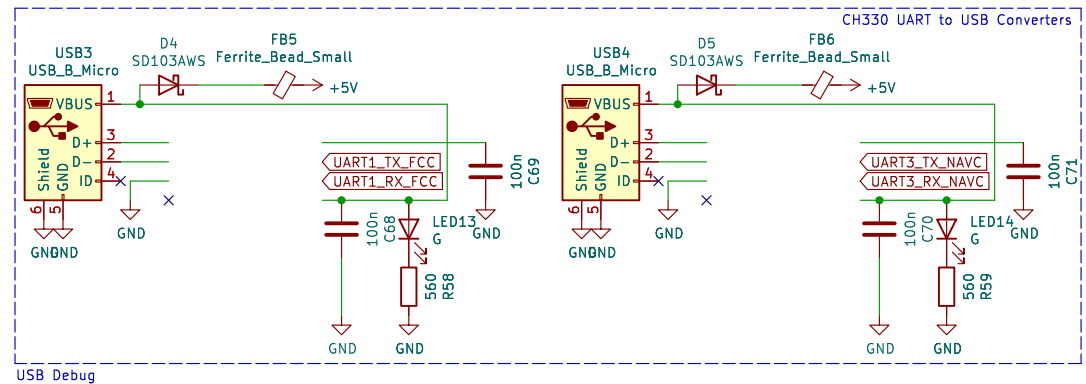 CH330 UART to USB Converters
USB3
USB_B_Micro
D4
SD103AWS
FB5
Ferrite_Bead_Small
+5V
VBUS
1
D+
3
D-
2
ID
4
Shield
GND
6
5
GND
GND
GND
UART1_TX_FCC
UART1_RX_FCC
100n
C69
GND
100n
C68
LED13
G
560
R58
GND
GND
USB4
USB_B_Micro
D5
SD103AWS
FB6
Ferrite_Bead_Small
+5V
VBUS
1
D+
3
D-
2
ID
4
Shield
GND
6
5
GND
GND
GND
UART3_TX_NAVC
UART3_RX_NAVC
100n
C71
GND
100n
C70
LED14
G
560
R59
GND
GND
USB Debug